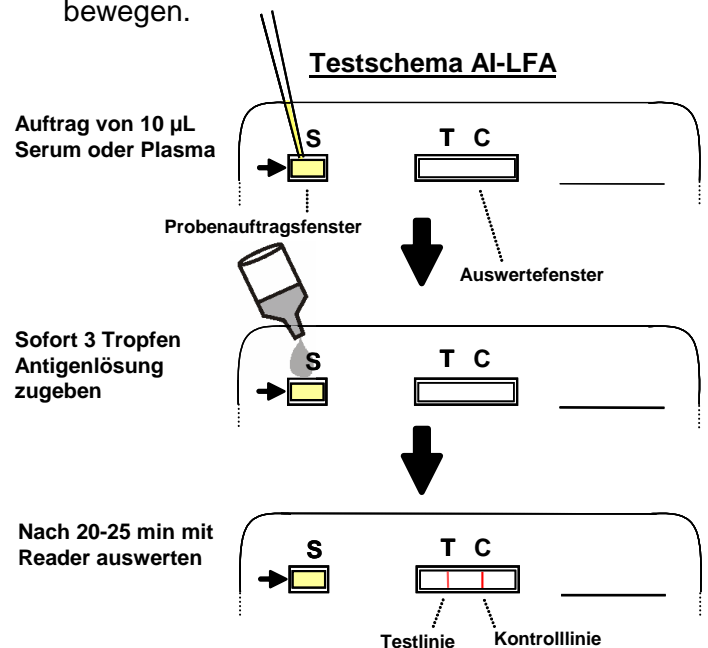 bewegen.
Testschema AI-LFA
Auftrag von 10 µL
Serum oder Plasma
S
T C
Probenauftragsfenster
Auswertefenster
Sofort 3 Tropfen
Antigenlösung
zugeben
S
T C
Nach 20-25 min mit
Reader auswerten
S
T C
Testlinie
Kontrolllinie